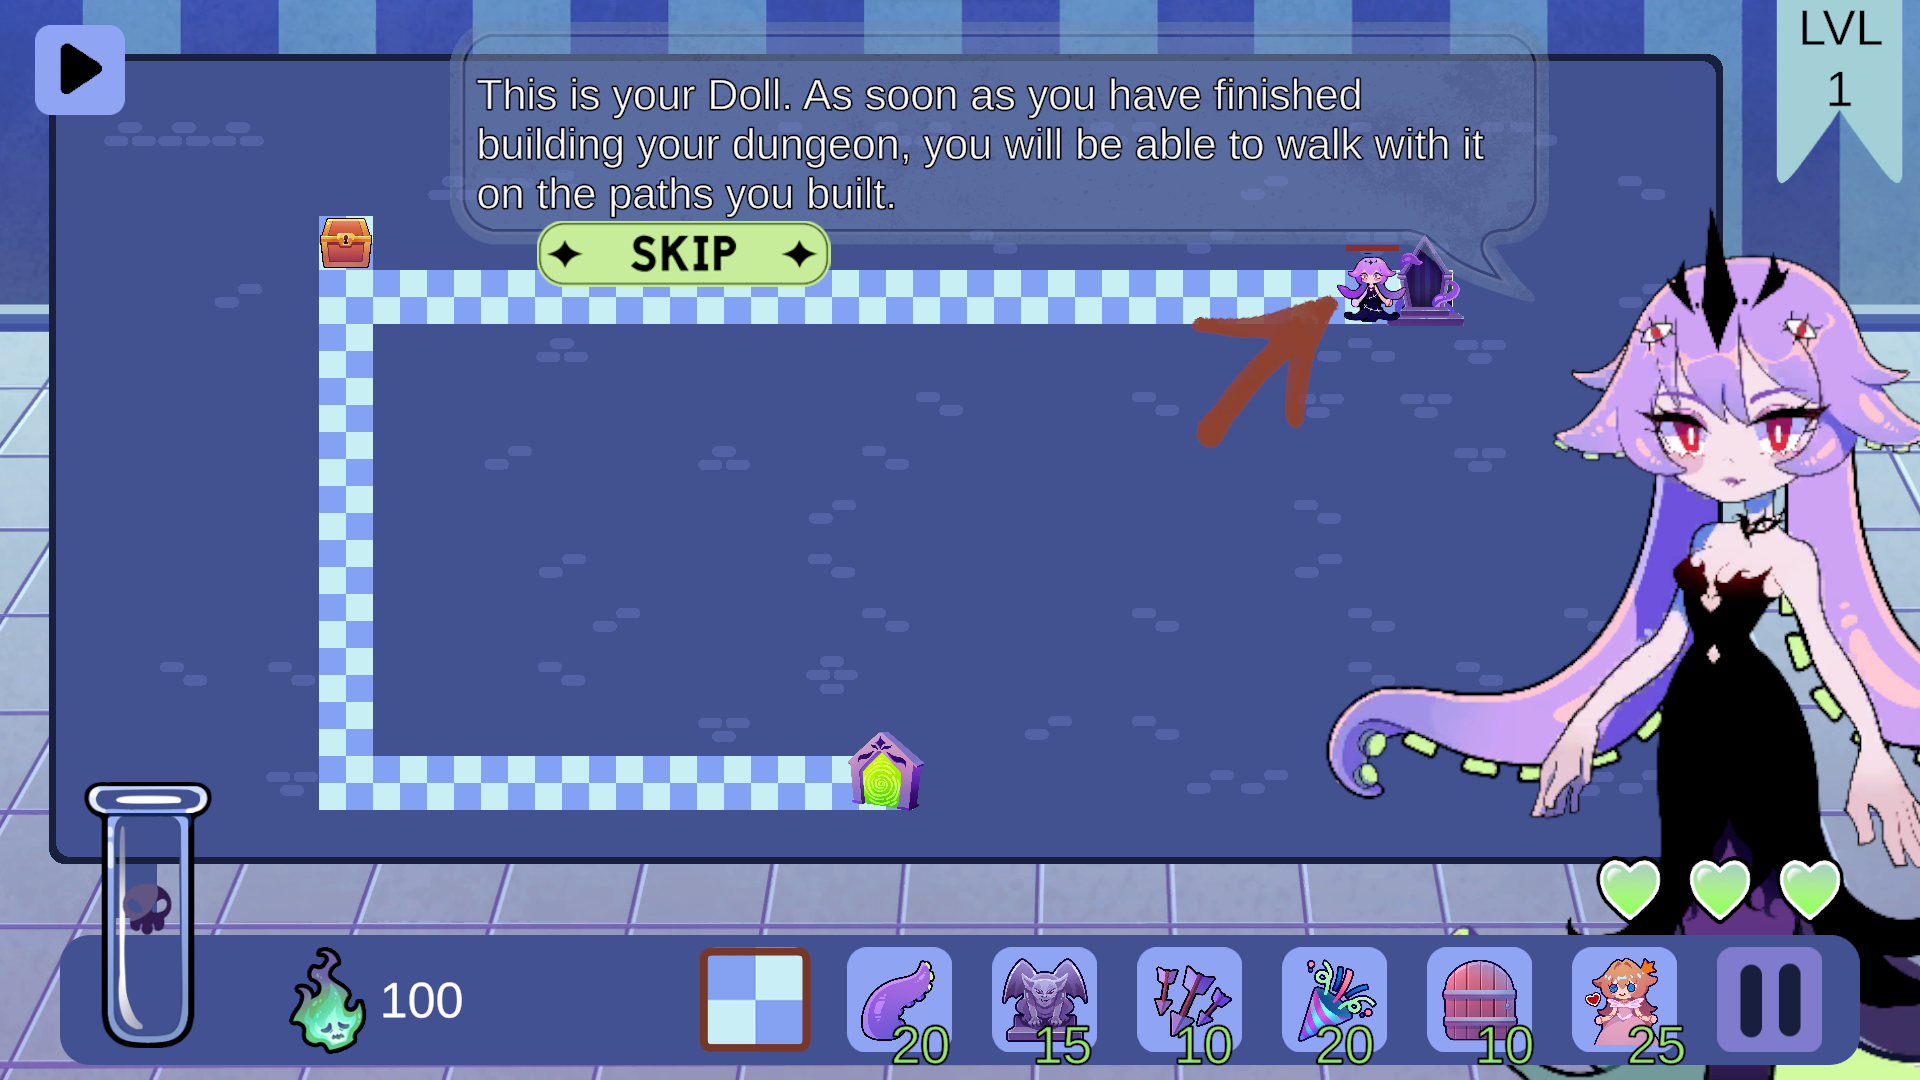 LVL
1
This is your Doll. As soon as you have finished
building your dungeon, you will be able to walk with it
on the paths you built.
SKIP
100
20
15
10
20
10
25